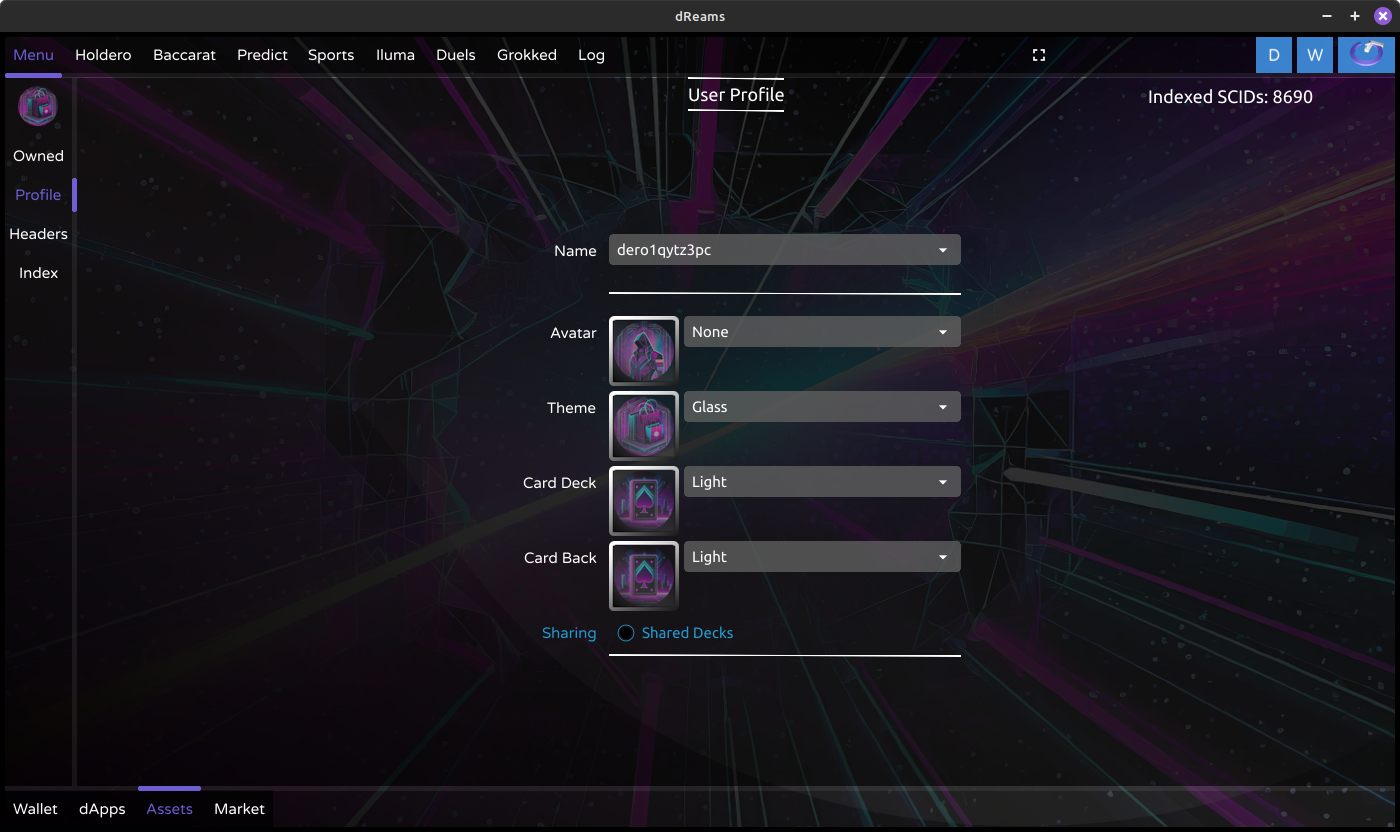 dReams
Menu Holdero Baccarat Predict Sports Iluma Duels Grokked Log D W
User Profile
Indexed SCIDs: 8690
Owned
Profile
Headers
Index
Name dero1qytz3pc
Avatar None
Theme Glass
Card Deck Light
Card Back Light
Sharing Shared Decks
Wallet dApps Assets Market